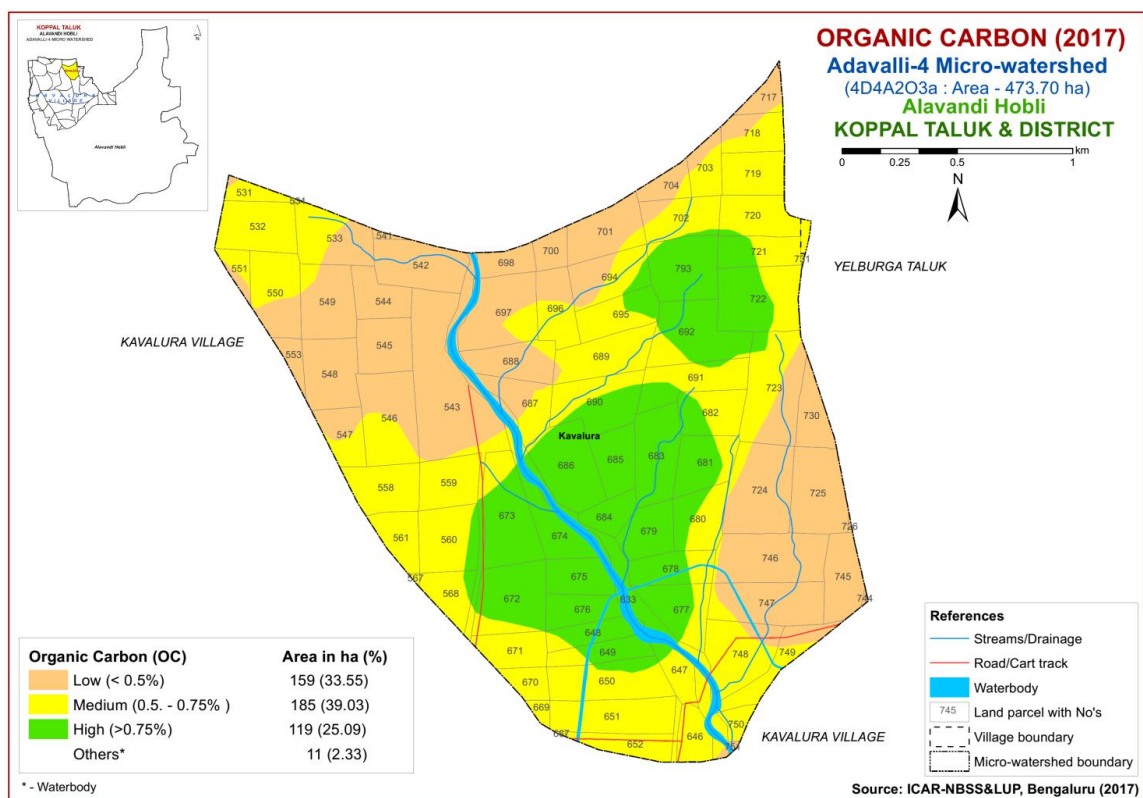 KOPPAL TALUK
ALAVANDI HOBLI
ADAVALLI-4 MICRO-WATERSHED
N
KAVALURA
VILLAGE
Alavandi Hobli
ORGANIC CARBON (2017)
Adavalli-4 Micro-watershed
(4D4A2O3a : Area - 473.70 ha)
Alavandi Hobli
KOPPAL TALUK & DISTRICT
km
0 0.25 0.5 1
N
717
718
703
704
719
531
534
532
533
541
702
720
701
700
698
542
721
731
YELBURGA TALUK
551
550
549
544
694
793
722
697
696
695
692
KAVALURA VILLAGE
545
553
548
688
689
691
723
543
687
690
682
730
546
547
Kavalura
686
685
683
681
558
559
724
725
673
684
680
726
561
560
674
679
746
678
567
568
675
745
672
676
633
677
747
744
648
671
649
647
748
749
670
650
669
651
750
667
652
646
751
KAVALURA VILLAGE
Organic Carbon (OC) Area in ha (%)
Low (< 0.5%) 159 (33.55)
Medium (0.5. - 0.75% ) 185 (39.03)
High (>0.75%) 119 (25.09)
Others* 11 (2.33)
* - Waterbody
References
Streams/Drainage
Road/Cart track
Waterbody
745 Land parcel with No's
Village boundary
Micro-watershed boundary
Source: ICAR-NBSS&LUP, Bengaluru (2017)